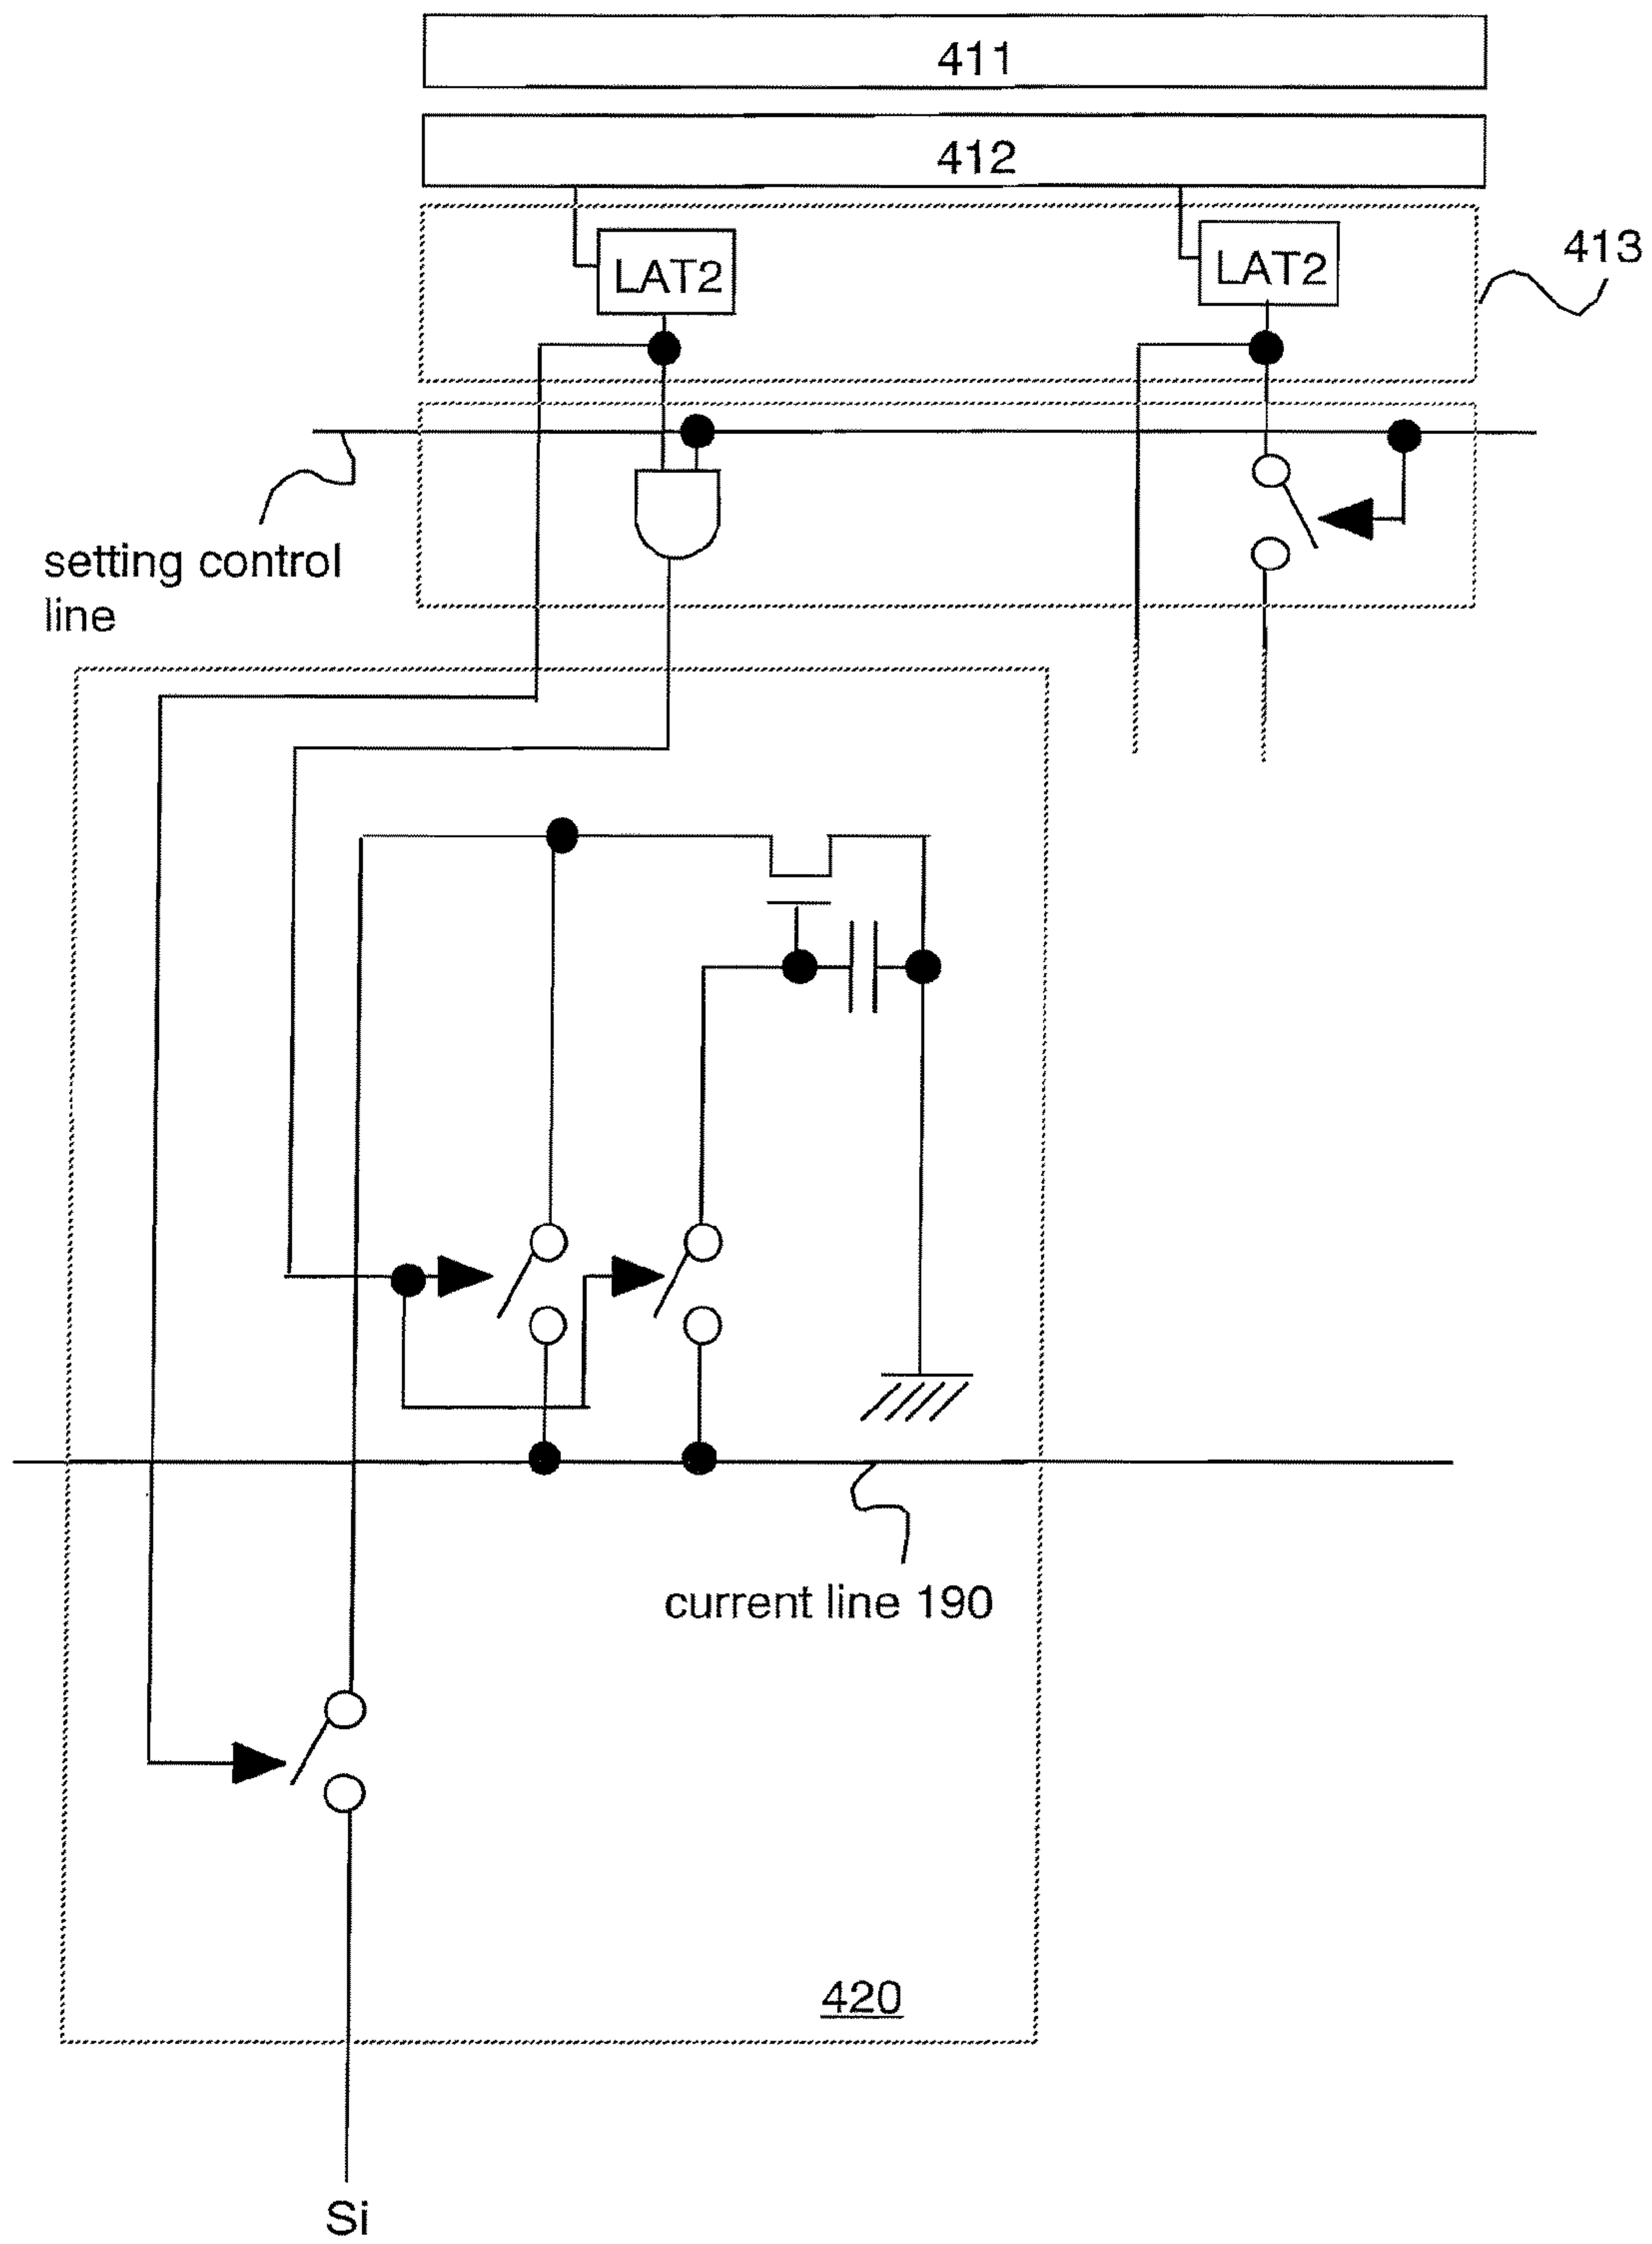 411
412
LAT2
LAT2
413
setting control
line
current line 190
420
Si